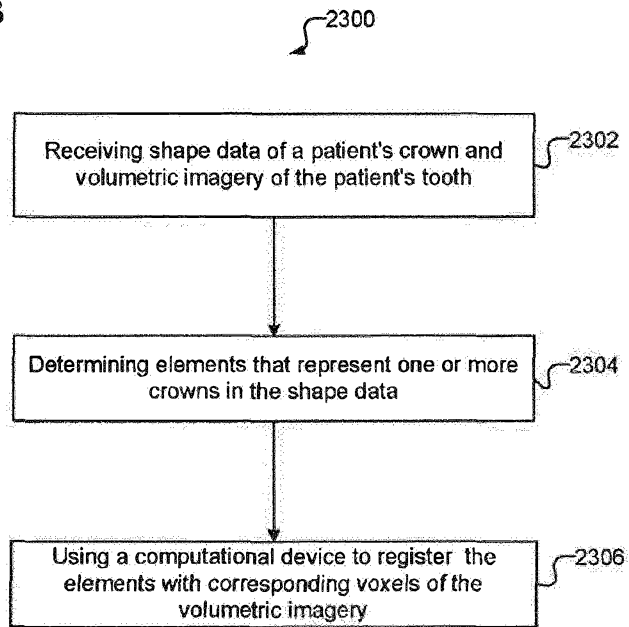 2300
Receiving shape data of a patient's crown and
volumetric imagery of the patient's tooth
2302
Determining elements that represent one or more
crowns in the shape data
2304
Using a computational device to register the
elements with corresponding voxels of the
volumetric imagery
2306